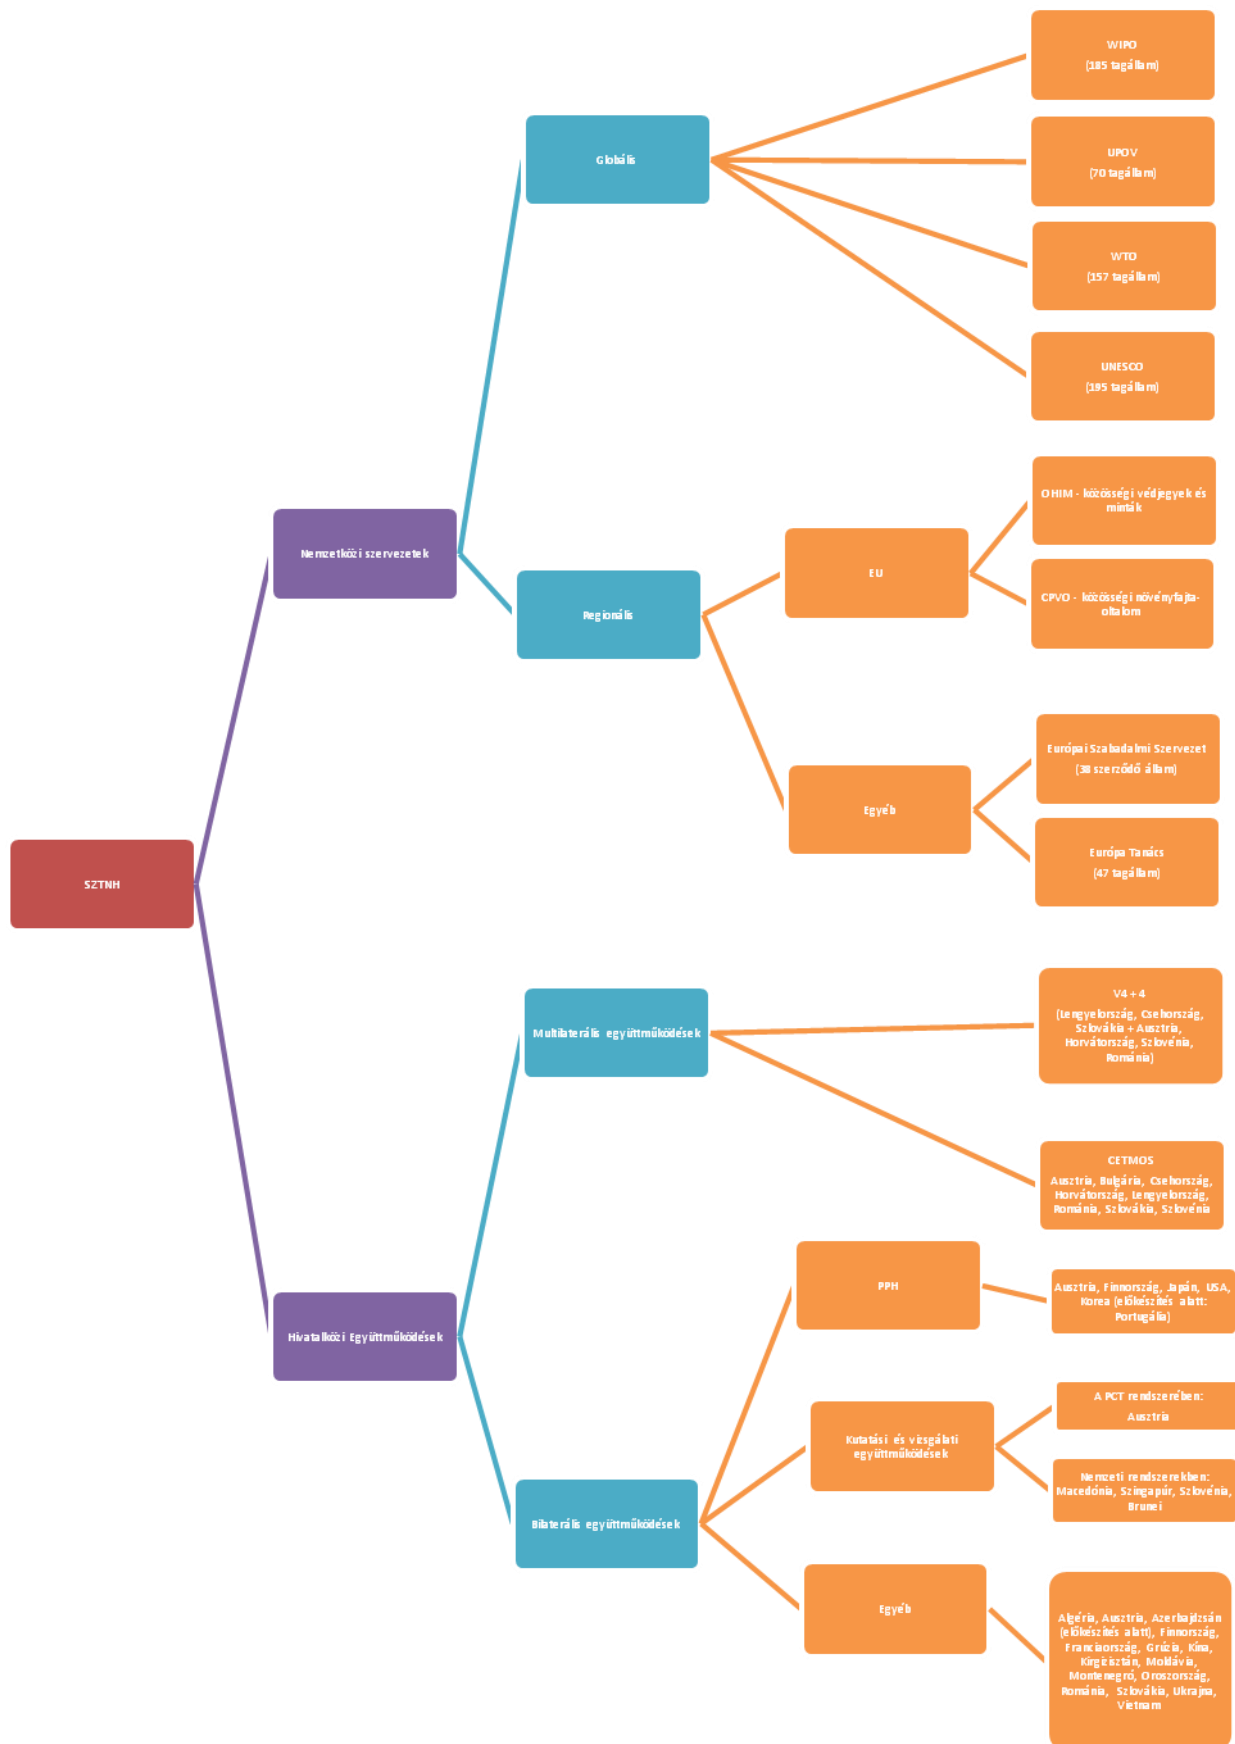 WIPO
(185 tagállam)
Globális
UPOV
(70 tagállam)
WTO
(157 tagállam)
UNESCO
(195 tagállam)
Nemzetközi szervezetek
OHIM - közösségi védjegyek és
minták
EU
CPVO - közösségi növényfajta-
oltalom
Regionális
Európai Szabadalmi Szervezet
(38 szerződő állam)
Egyéb
Európa Tanács
(47 tagállam)
SZTNH
V4 + 4
(Lengyelország, Csehország,
Szlovákia + Ausztria,
Horvátország, Szlovénia,
Románia)
Multilaterális együttműködések
CETMOS
Ausztria, Bulgária, Csehország,
Horvátország, Lengyelország,
Románia, Szlovákia, Szlovénia
PPH
Ausztria, Finnország, Japán, USA,
Korea (előkészítés alatt:
Portugália)
Hivatalközi Együttműködések
A PCT rendszerében:
Ausztria
Kutatási és vizsgálati
együttműködések
Nemzeti rendszerekben:
Macedónia, Szingapúr, Szlovénia,
Brunei
Bilaterális együttműködések
Egyéb
Algéria, Ausztria, Azerbajdzsán
(előkészítés alatt), Finnország,
Franciaország, Grúzia, Kína,
Kirgizisztán, Moldávia,
Montenegró, Oroszország,
Románia, Szlovákia, Ukrajna,
Vietnam